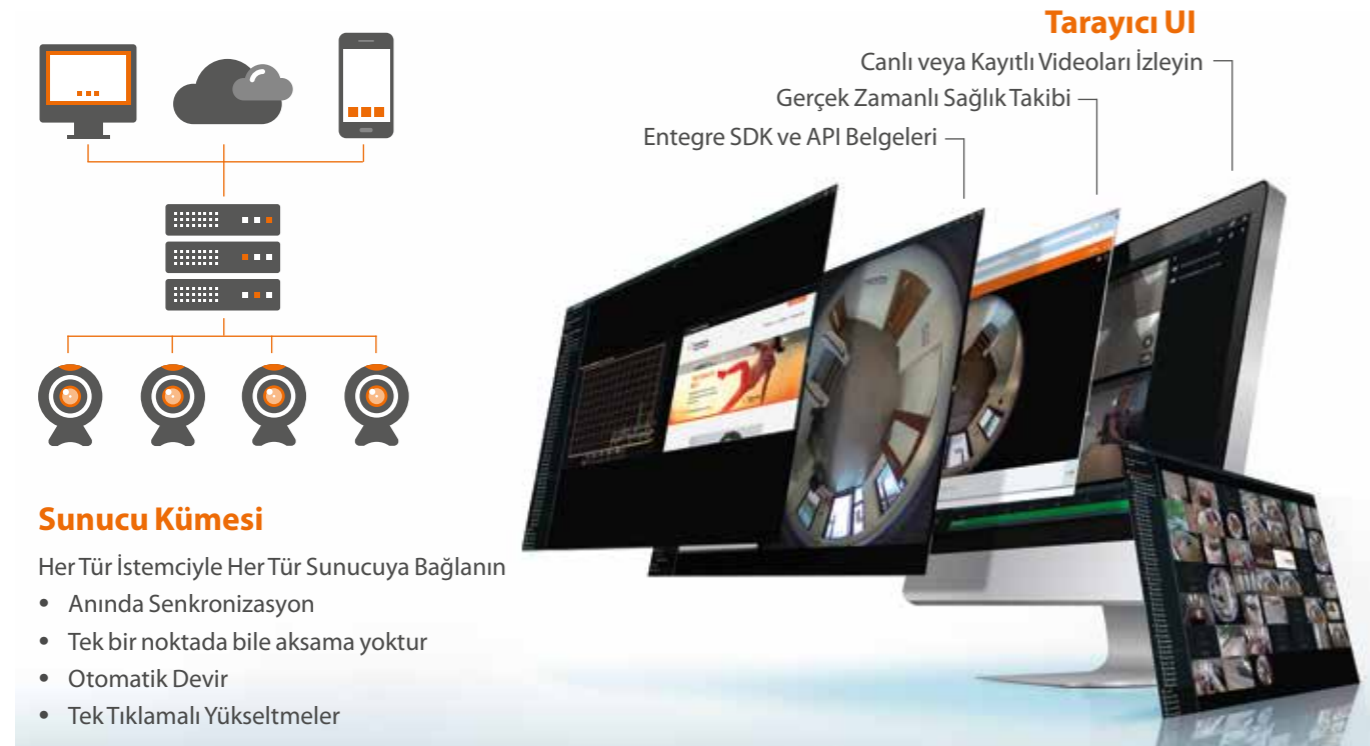 Tarayıcı UI
Canlı veya Kayıtlı Videoları İzleyin
Gerçek Zamanlı Sağlık Takibi
Entegre SDK ve API Belgeleri
Sunucu Kümesi
Her Tür İstemciyle Her Tür Sunucuya Bağlanın
• Anında Senkronizasyon
• Tek bir noktada bile aksama yoktur
• Otomatik Devir
• Tek Tıklamalı Yükseltmeler